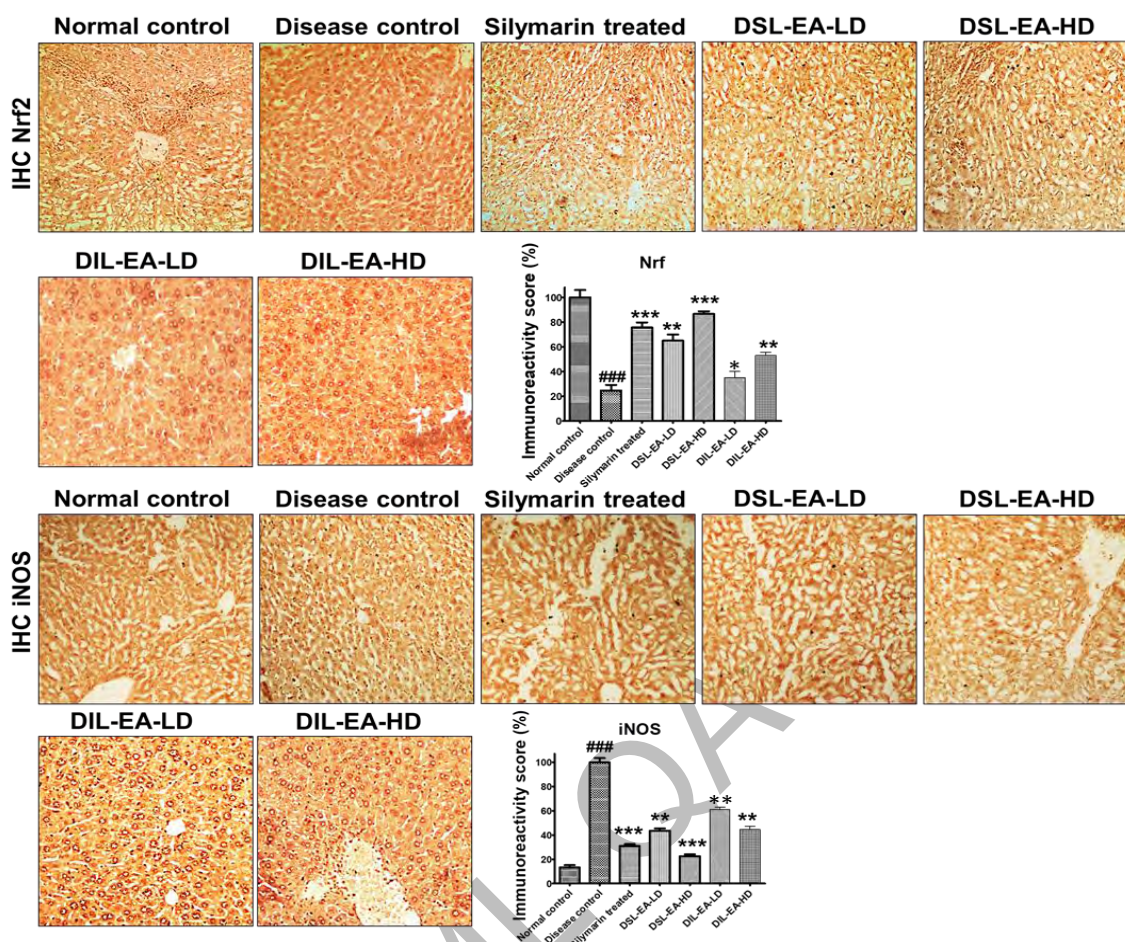 Normal control Disease control Silymarin treated DSL-EA-LD DSL-EA-HD
IHC Nrf2
DIL-EA-LD DIL-EA-HD
Nrf
Immunoreactivity score (%)
100
80
60
40
20
0
###
***
**
***
*
**
Normal control
Disease control
Silymarin treated
DSL-EA-LD
DSL-EA-HD
DIL-EA-LD
DIL-EA-HD
Normal control Disease control Silymarin treated DSL-EA-LD DSL-EA-HD
IHC iNOS
DIL-EA-LD DIL-EA-HD
iNOS
Immunoreactivity score (%)
100
80
60
40
20
0
###
***
**
***
**
**
Normal control
Disease control
Silymarin treated
DSL-EA-LD
DSL-EA-HD
DIL-EA-LD
DIL-EA-HD